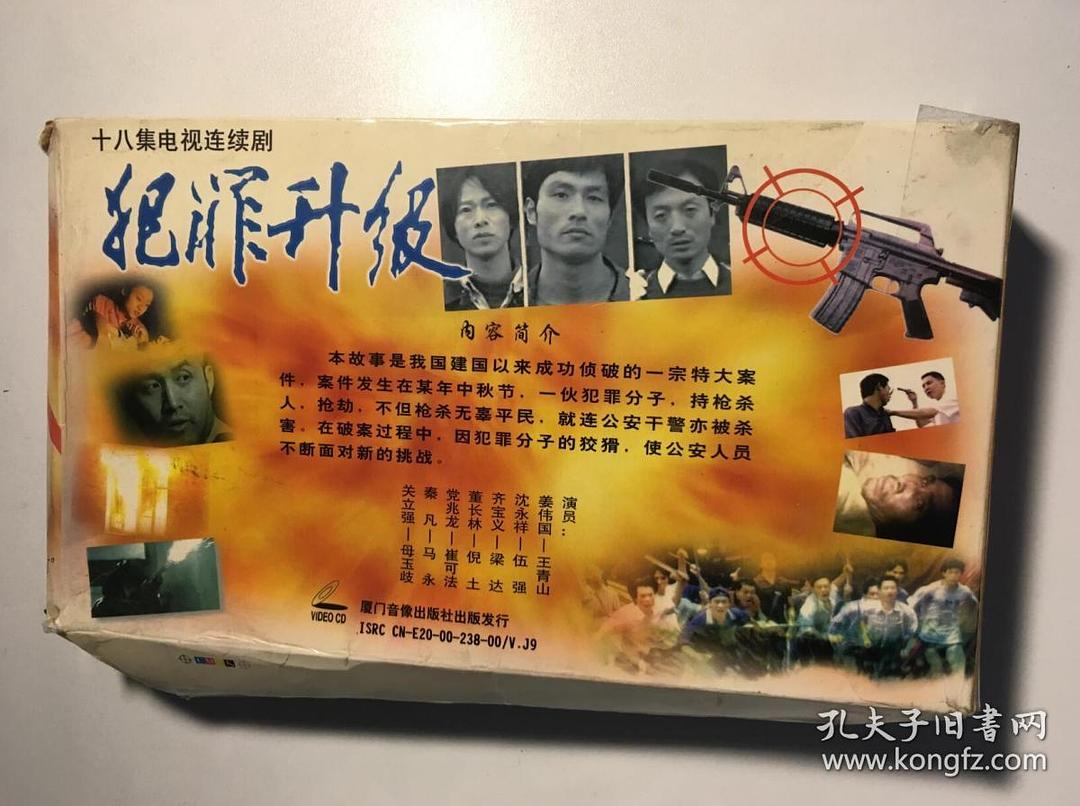 十八集电视连续剧
犯罪升级
内容简介
本故事是我国建国以来成功侦破的一宗特大案
件，案件发生在某年中秋节，一伙犯罪分子，持枪杀
人，抢劫，不但枪杀无辜平民，就连公安干警亦被杀
害。在破案过程中，因犯罪分子的狡猾，使公安人员
不断面对新的挑战。
演员：
姜伟国—王青山
沈永祥—伍强
齐宝义—梁达
董长林—倪土
党兆龙—崔可法
秦凡—马永
关立强—母玉歧
VIDEO CD
厦门音像出版社出版发行
ISRC CN-E20-00-238-00/V.J9
孔夫子旧书网
www.kongfz.com